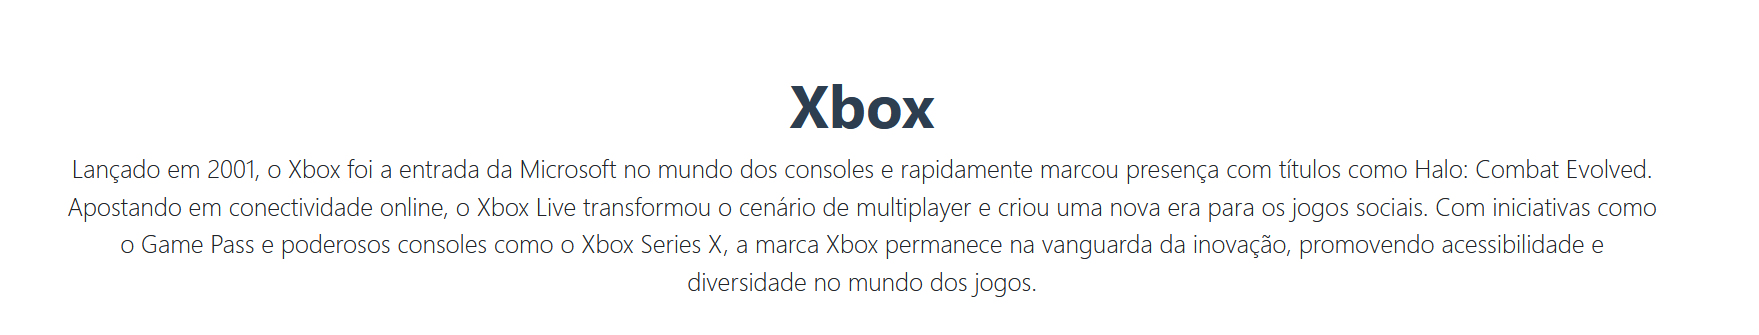 Xbox
Lançado em 2001, o Xbox foi a entrada da Microsoft no mundo dos consoles e rapidamente marcou presença com títulos como Halo: Combat Evolved.
Apostando em conectividade online, o Xbox Live transformou o cenário de multiplayer e criou uma nova era para os jogos sociais. Com iniciativas como
o Game Pass e poderosos consoles como o Xbox Series X, a marca Xbox permanece na vanguarda da inovação, promovendo acessibilidade e
diversidade no mundo dos jogos.